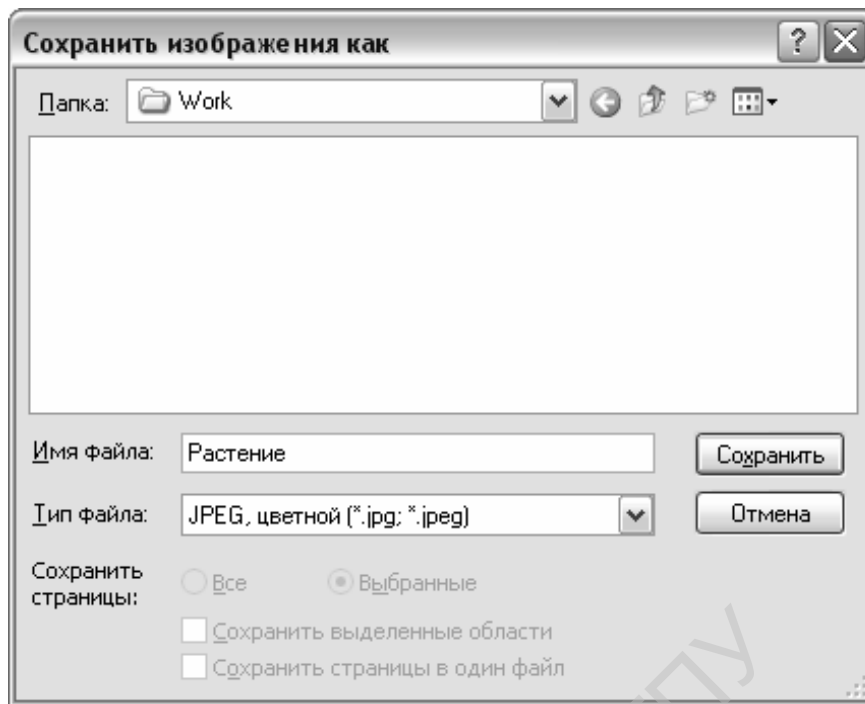 Сохранить изображения как
Папка: Work
Имя файла: Растение Сохранить
Тип файла: JPEG, цветной (*.jpg; *.jpeg) Отмена
Сохранить
страницы:
Все Выбранные
Сохранить выделенные области
Сохранить страницы в один файл